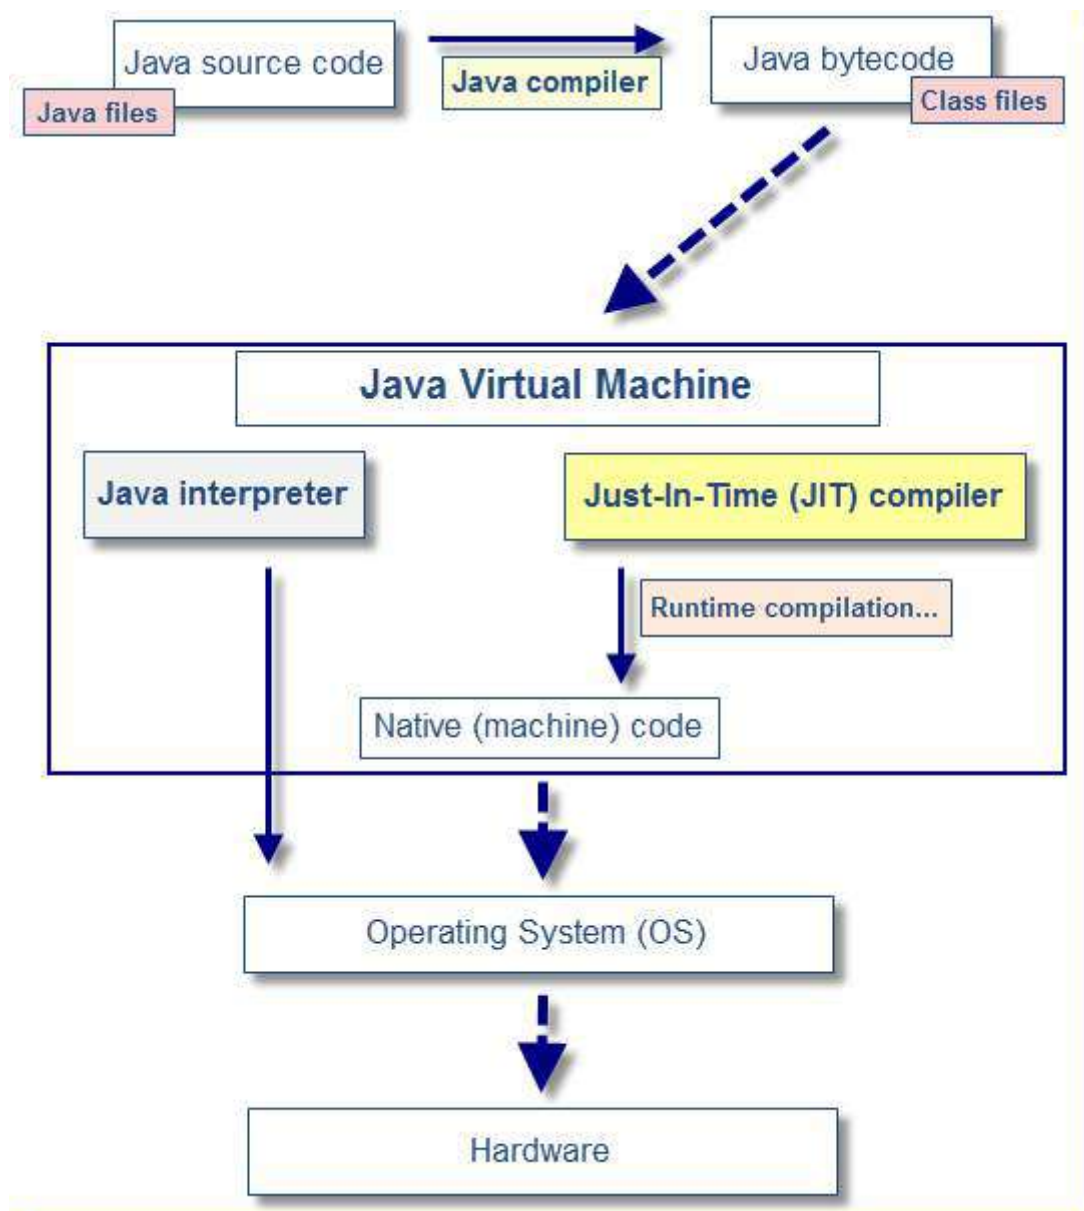 Java source code
Java files
Java compiler
Java bytecode
Class files
Java Virtual Machine
Java interpreter
Just-In-Time (JIT) compiler
Runtime compilation...
Native (machine) code
Operating System (OS)
Hardware